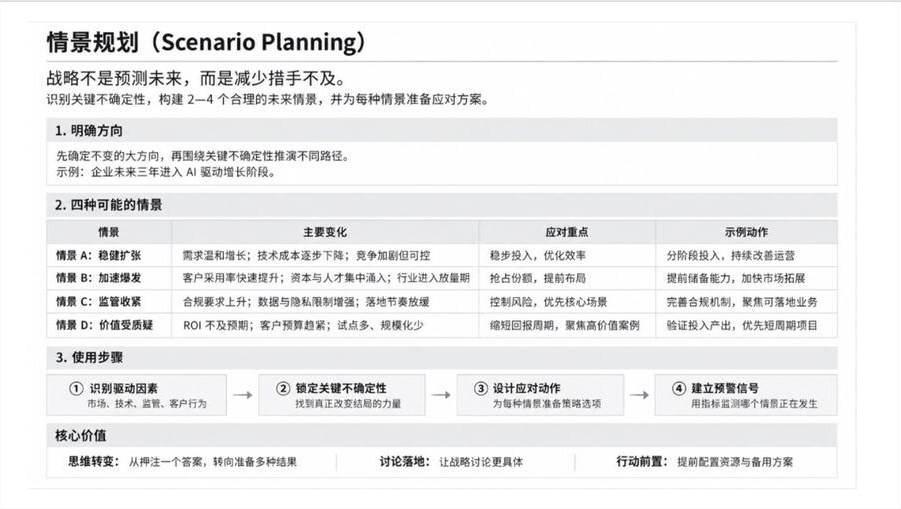 情景规划（Scenario Planning）
战略不是预测未来，而是减少措手不及。
识别关键不确定性，构建 2—4 个合理的未来情景，并为每种情景准备应对方案。
1. 明确方向
先确定不变的大方向，再围绕关键不确定性推演不同路径。
示例：企业未来三年进入 AI 驱动增长阶段。
2. 四种可能的情景
情景 主要变化 应对重点 示例动作
情景 A：稳健扩张 需求温和增长；技术成本逐步下降；竞争加剧但可控 稳步投入，优化效率 分阶段投入，持续改善运营
情景 B：加速爆发 客户采用率快速提升；资本与人才集中涌入；行业进入放量期 抢占份额，提前布局 提前储备能力，加快市场拓展
情景 C：监管收紧 合规要求上升；数据与隐私限制增强；落地节奏放缓 控制风险，优先核心场景 完善合规机制，聚焦可落地业务
情景 D：价值受质疑 ROI 不及预期；客户预算趋紧；试点多、规模化少 缩短回报周期，聚焦高价值案例 验证投入产出，优先短周期项目
3. 使用步骤
① 识别驱动因素
市场、技术、监管、客户行为
② 锁定关键不确定性
找到真正改变结局的力量
③ 设计应对动作
为每种情景准备策略选项
④ 建立预警信号
用指标监测哪个情景正在发生
核心价值
思维转变：从押注一个答案，转向准备多种结果
讨论落地：让战略讨论更具体
行动前置：提前配置资源与备用方案